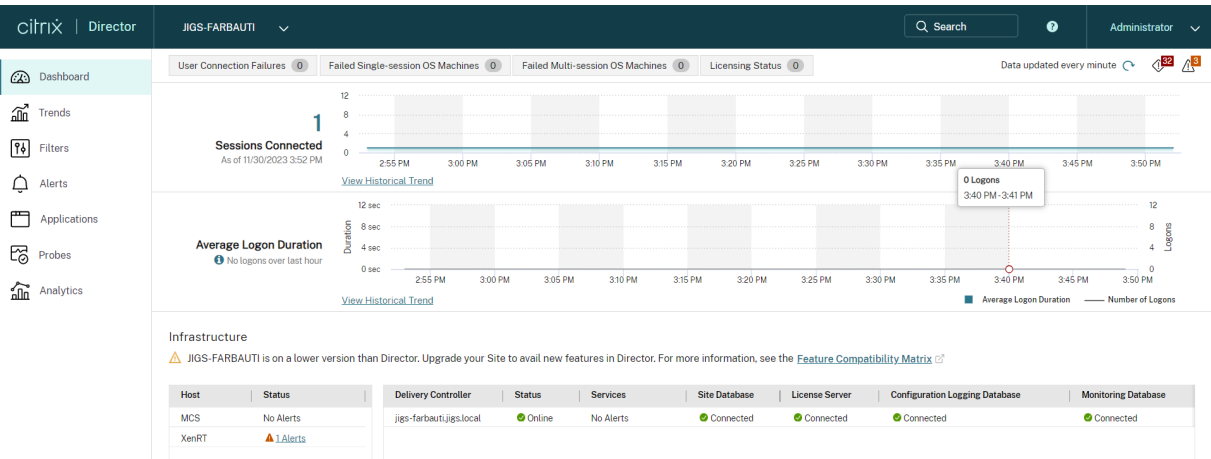 citrix | Director
JIGS-FARBAUTI
Search
?
Administrator
Dashboard
Trends
Filters
Alerts
Applications
Probes
Analytics
User Connection Failures 0
Failed Single-session OS Machines 0
Failed Multi-session OS Machines 0
Licensing Status 0
Data updated every minute
32
3
1
Sessions Connected
As of 11/30/2023 3:52 PM
12
8
4
0
2:55 PM 3:00 PM 3:05 PM 3:10 PM 3:15 PM 3:20 PM 3:25 PM 3:30 PM 3:35 PM 3:40 PM 3:45 PM 3:50 PM
View Historical Trend
0 Logons
3:40 PM-3:41 PM
Average Logon Duration
No logons over last hour
Duration
12 sec
8 sec
4 sec
0 sec
12
8
4
0
Logons
2:55 PM 3:00 PM 3:05 PM 3:10 PM 3:15 PM 3:20 PM 3:25 PM 3:30 PM 3:35 PM 3:40 PM 3:45 PM 3:50 PM
View Historical Trend
Average Logon Duration
Number of Logons
Infrastructure
JIGS-FARBAUTI is on a lower version than Director. Upgrade your Site to avail new features in Director. For more information, see the Feature Compatibility Matrix
Host Status
MCS No Alerts
XenRT 1 Alerts
Delivery Controller Status Services Site Database License Server Configuration Logging Database Monitoring Database
jigs-farbauti.jigs.local Online No Alerts Connected Connected Connected Connected